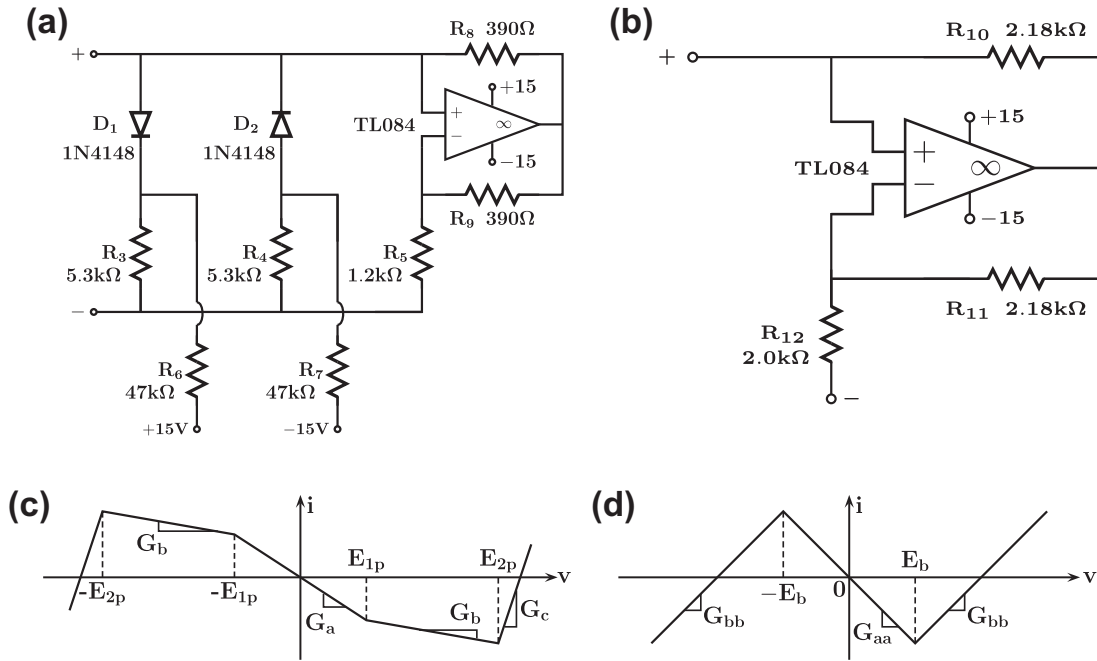 (a)
R8 390Ω
+
+15
+
−
∞
TL084
−15
D1
1N4148
D2
1N4148
R9 390Ω
R3
5.3kΩ
R4
5.3kΩ
R5
1.2kΩ
−
R6
47kΩ
R7
47kΩ
+15V
−15V
(b)
R10 2.18kΩ
+
+15
TL084
+
−
∞
−15
R11 2.18kΩ
R12
2.0kΩ
−
(c)
i
Gb
E1p
E2p
v
-E2p
-E1p
Ga
Gb
Gc
(d)
i
Eb
v
−Eb
0
Gbb
Gaa
Gbb